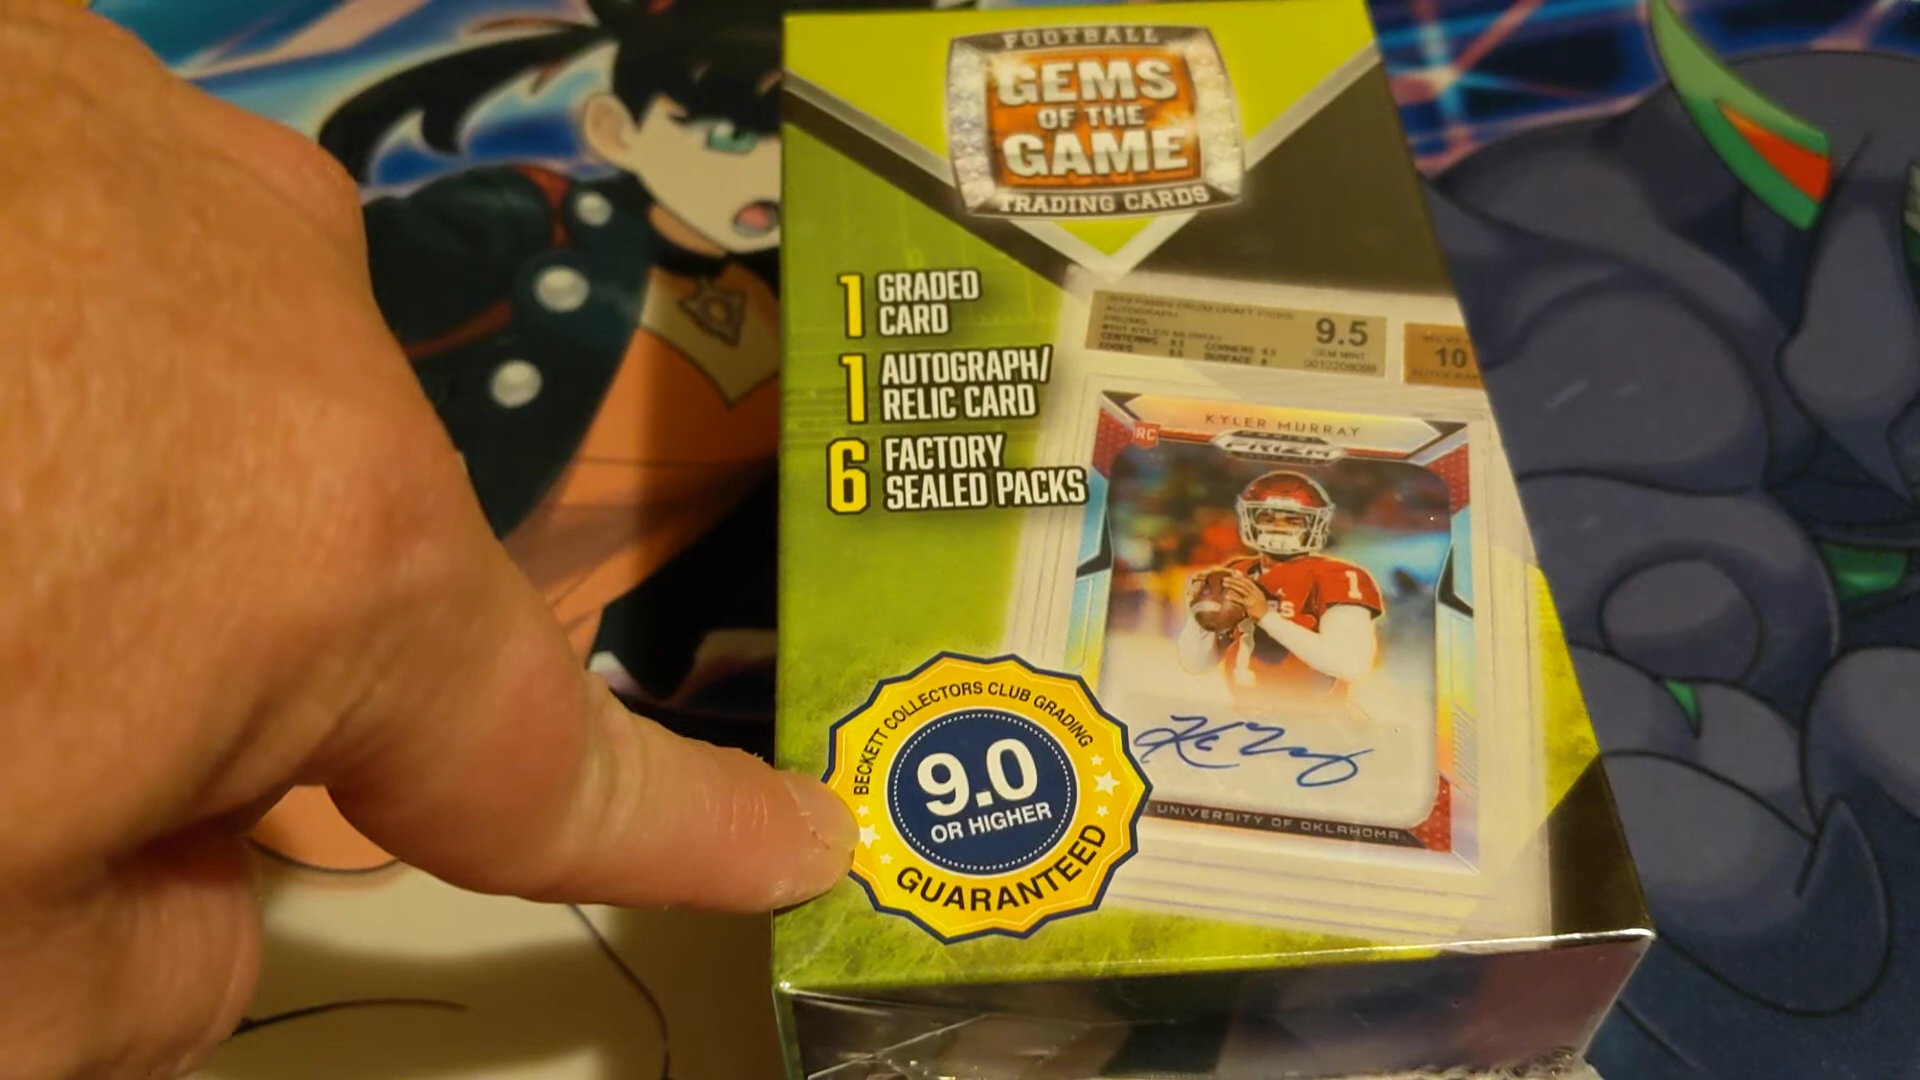 FOOTBALL
GEMS
OF THE
GAME
TRADING CARDS
1 GRADED
CARD
1 AUTOGRAPH/
RELIC CARD
6 FACTORY
SEALED PACKS
AUTOGRAPH
9.5
GEM MINT
10
KYLER MURRAY
RC
PRIZM
1
UNIVERSITY OF OKLAHOMA
BECKETT COLLECTORS CLUB GRADING
9.0
OR HIGHER
GUARANTEED